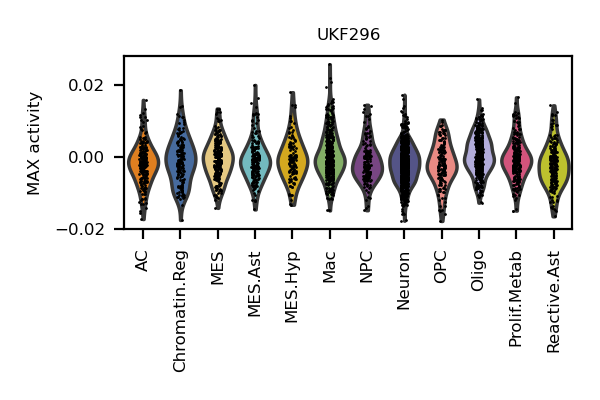 UKF296
MAX activity
0.02
0.00
−0.02
AC
Chromatin.Reg
MES
MES.Ast
MES.Hyp
Mac
NPC
Neuron
OPC
Oligo
Prolif.Metab
Reactive.Ast